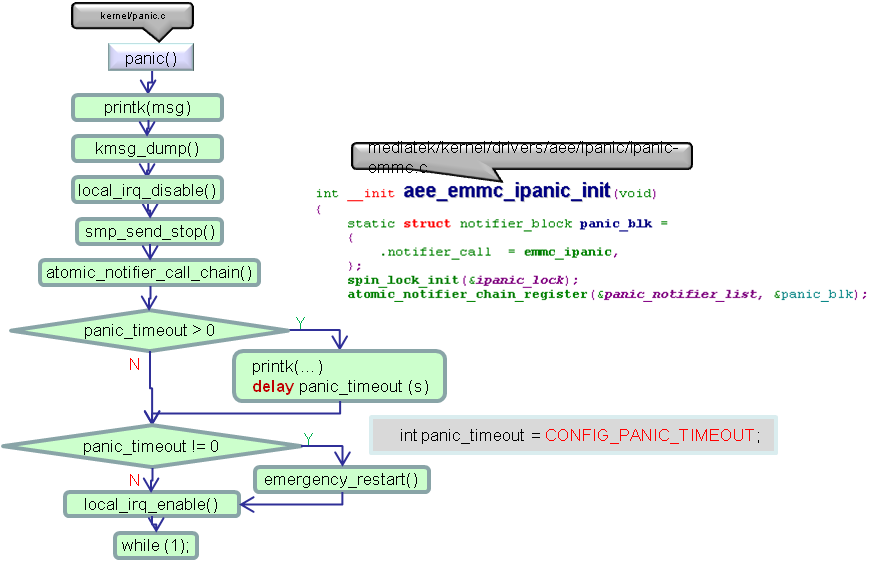 kernel/panic.c
panic()
printk(msg)
kmsg_dump()
local_irq_disable()
smp_send_stop()
atomic_notifier_call_chain()
panic_timeout > 0
Y
N
printk(…)
delay panic_timeout (s)
panic_timeout != 0
Y
N
emergency_restart()
local_irq_enable()
while (1);
mediatek/kernel/drivers/aee/ipanic/ipanic-
emmc.c
int __init aee_emmc_ipanic_init(void)
{
static struct notifier_block panic_blk =
{
.notifier_call = emmc_ipanic,
};
spin_lock_init(&ipanic_lock);
atomic_notifier_chain_register(&panic_notifier_list, &panic_blk);
int panic_timeout = CONFIG_PANIC_TIMEOUT;